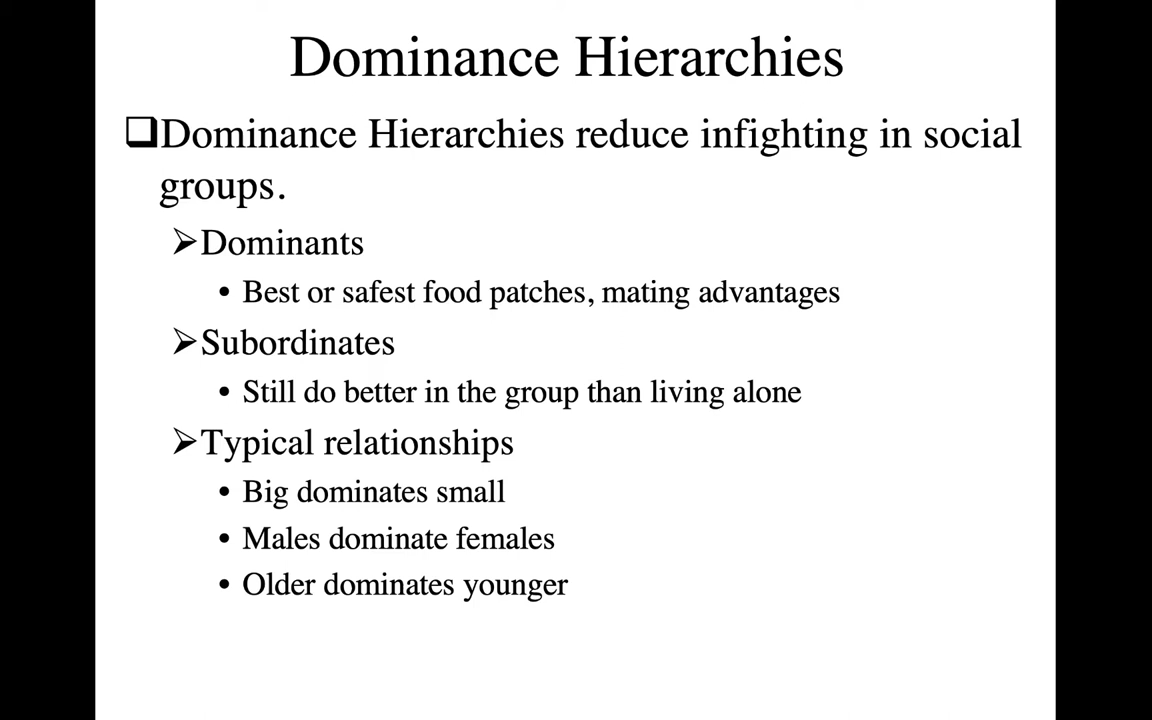 Dominance Hierarchies
❑Dominance Hierarchies reduce infighting in social
groups.
➢Dominants
• Best or safest food patches, mating advantages
➢Subordinates
• Still do better in the group than living alone
➢Typical relationships
• Big dominates small
• Males dominate females
• Older dominates younger